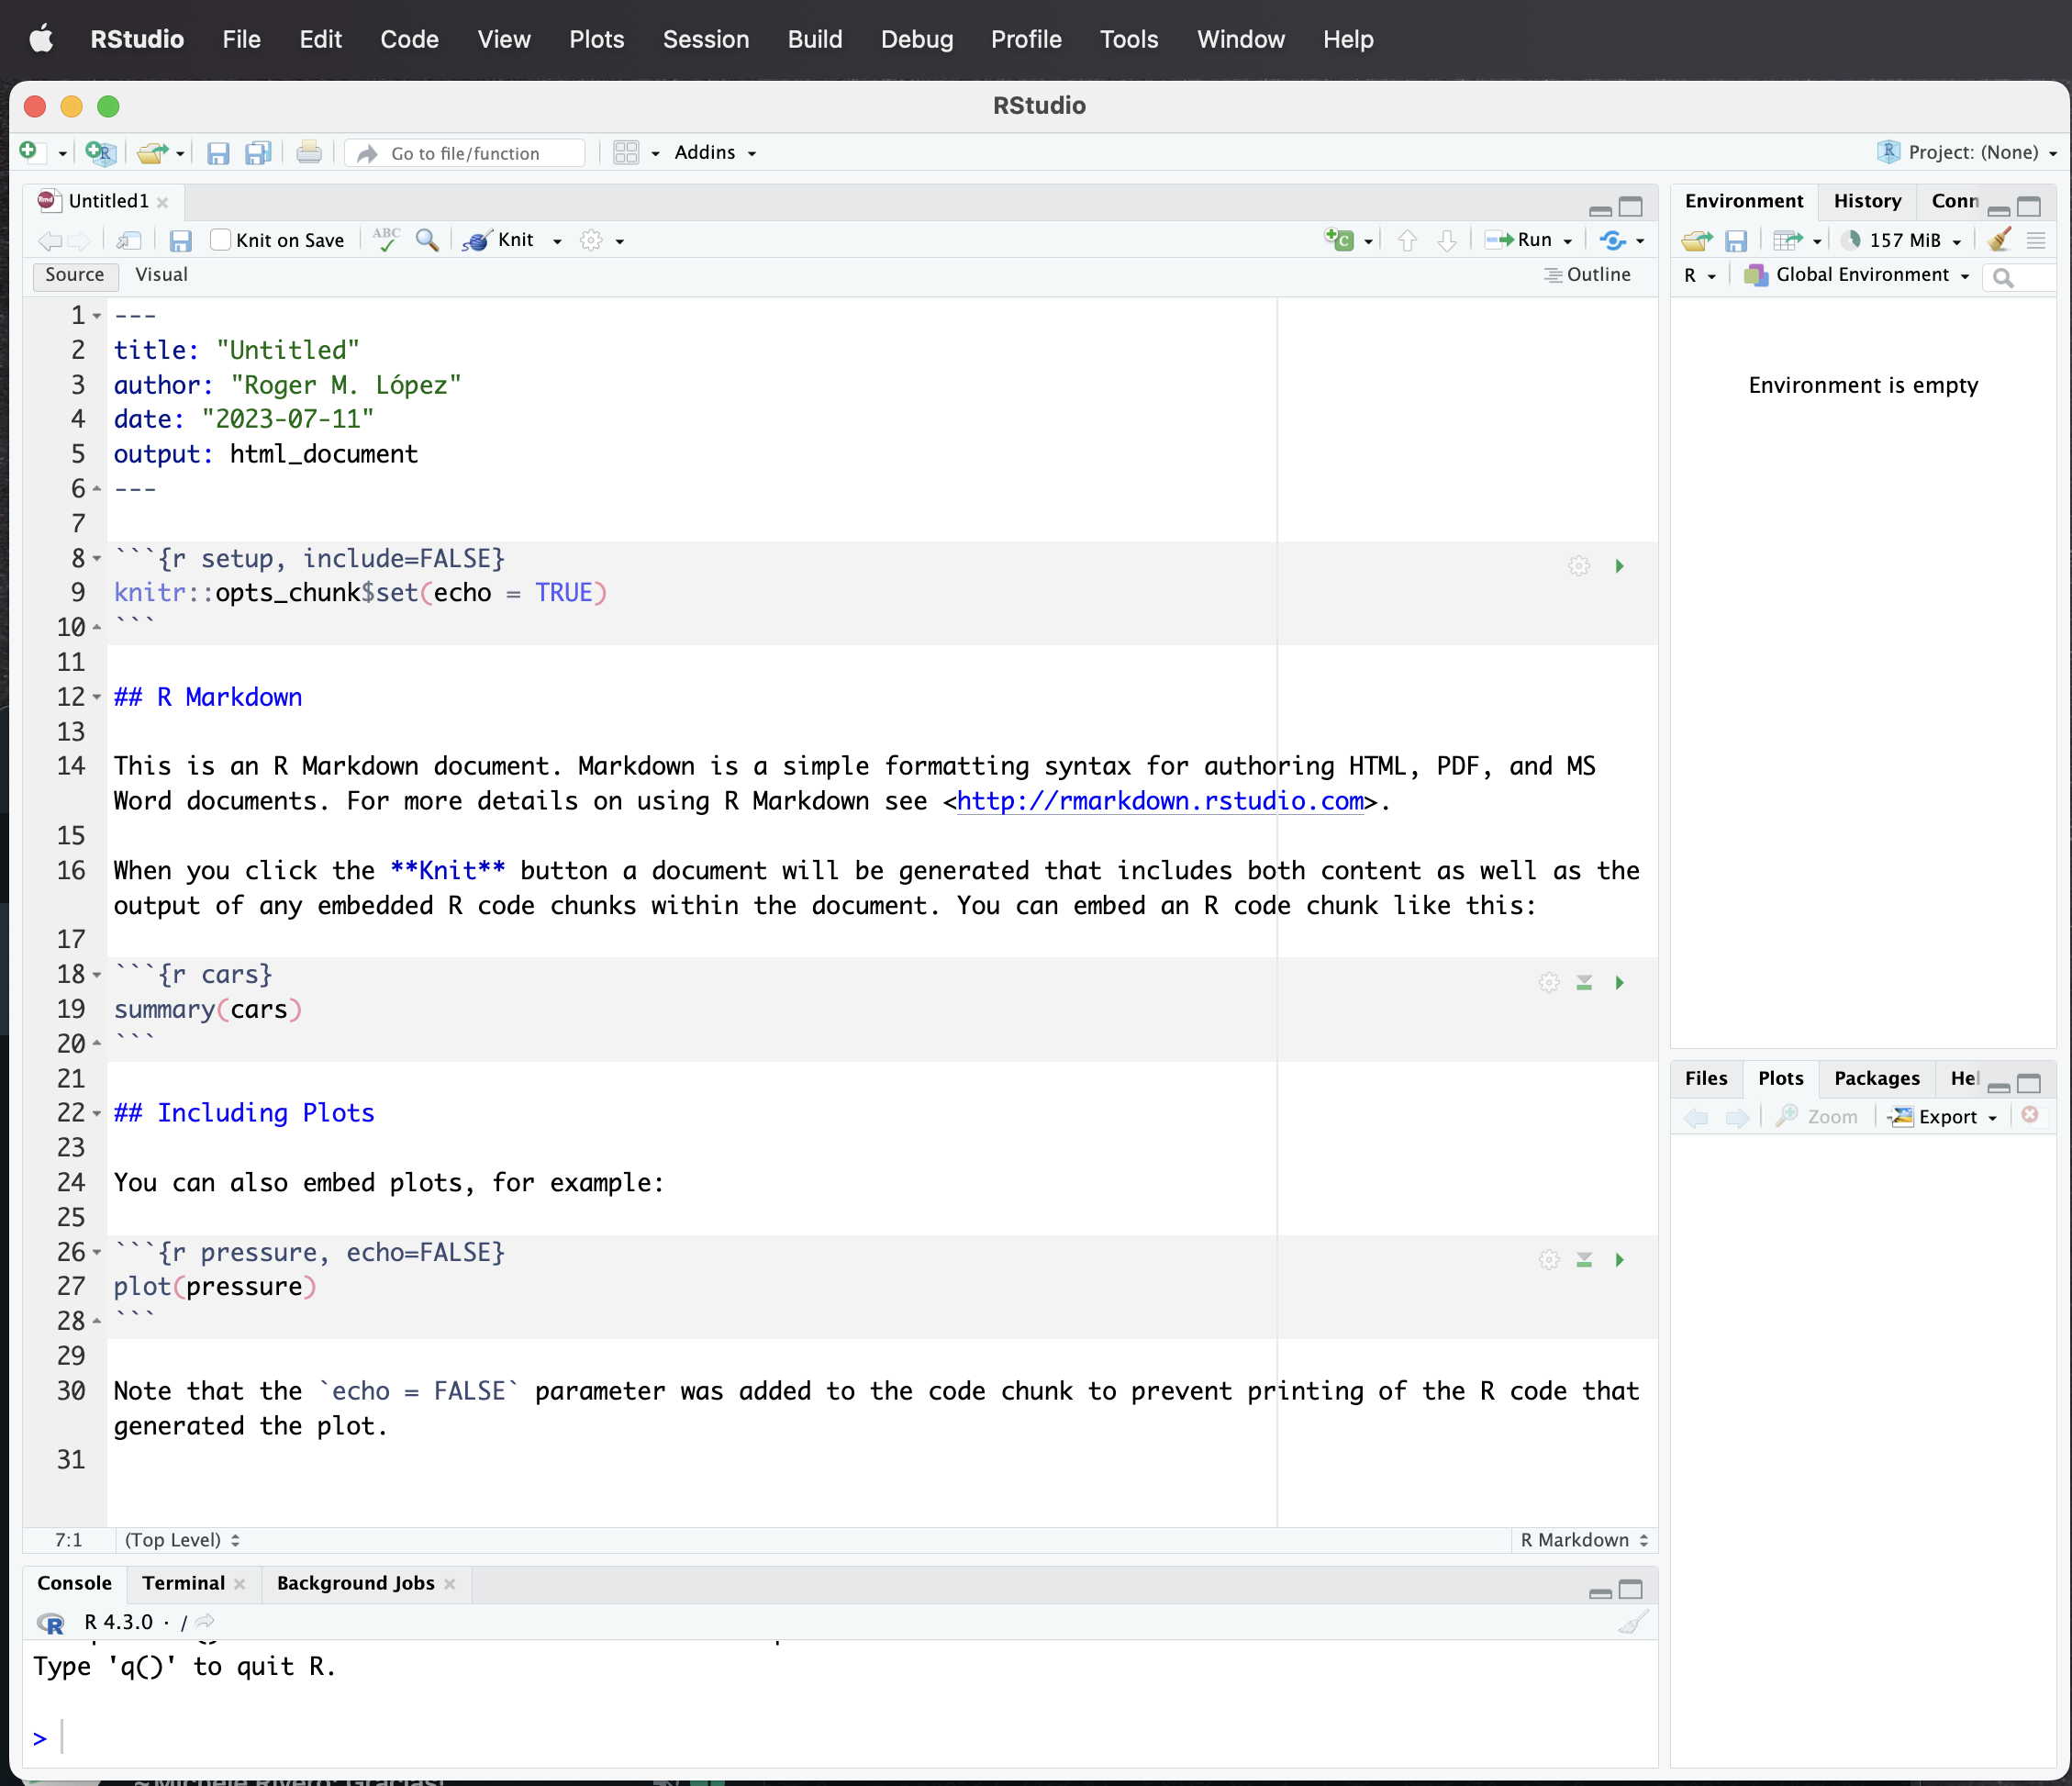 RStudio File Edit Code View Plots Session Build Debug Profile Tools Window Help
RStudio
Go to file/function Addins Project: (None)
Untitled1
Knit on Save ABC Knit Run
Source Visual Outline
1 ---
2 title: "Untitled"
3 author: "Roger M. López"
4 date: "2023-07-11"
5 output: html_document
6 ---
7
8 ```{r setup, include=FALSE}
9 knitr::opts_chunk$set(echo = TRUE)
10 ```
11
12 ## R Markdown
13
14 This is an R Markdown document. Markdown is a simple formatting syntax for authoring HTML, PDF, and MS
Word documents. For more details on using R Markdown see <http://rmarkdown.rstudio.com>.
15
16 When you click the **Knit** button a document will be generated that includes both content as well as the
output of any embedded R code chunks within the document. You can embed an R code chunk like this:
17
18 ```{r cars}
19 summary(cars)
20 ```
21
22 ## Including Plots
23
24 You can also embed plots, for example:
25
26 ```{r pressure, echo=FALSE}
27 plot(pressure)
28 ```
29
30 Note that the `echo = FALSE` parameter was added to the code chunk to prevent printing of the R code that
generated the plot.
31
7:1 (Top Level) R Markdown
Console Terminal Background Jobs
R 4.3.0 · /
Type 'q()' to quit R.
>
Environment History Conn
157 MiB
R Global Environment
Environment is empty
Files Plots Packages Hel
Zoom Export
~Michele Rivero: Gracias!